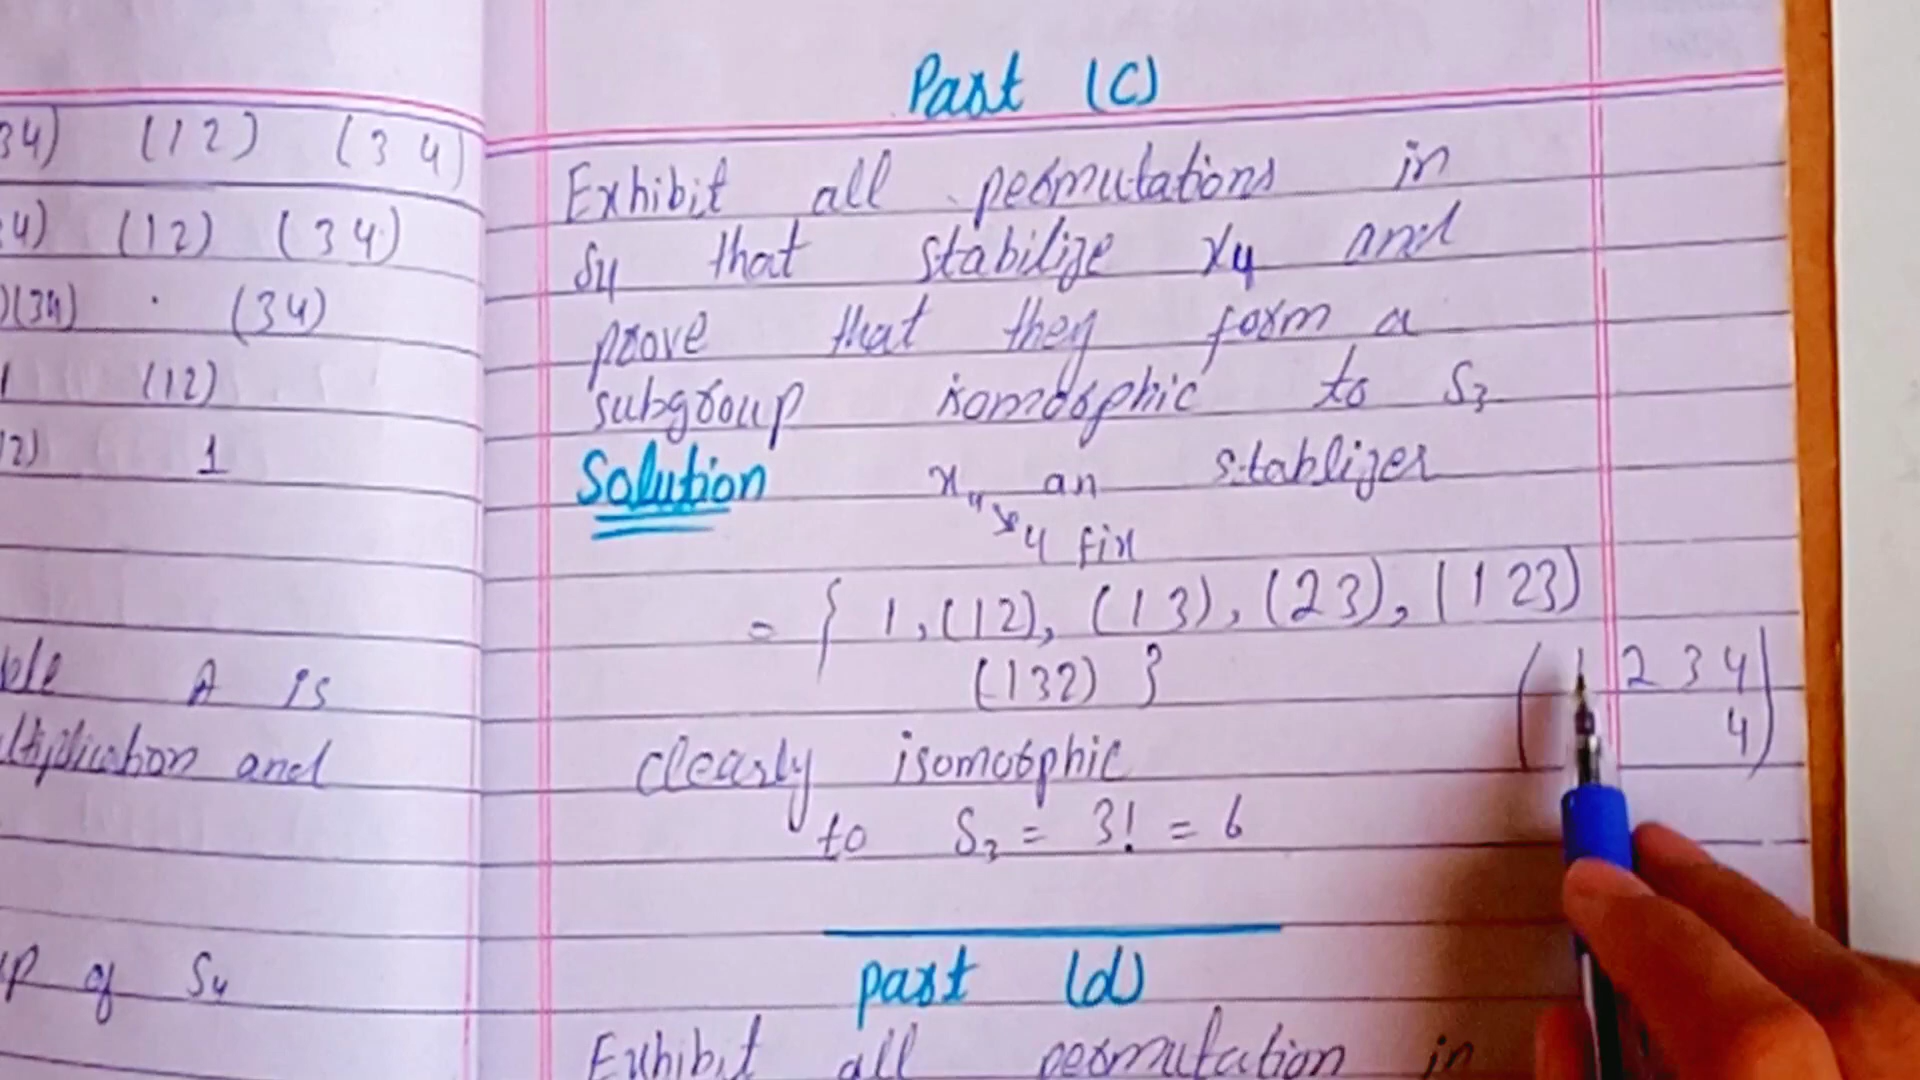 34) (12) (34)
4) (12) (34)
)(34) · (34)
1 (12)
2) 1
A is
and
of S4
Part (C)
Exhibit all permutations in
S4 that stabilize x4 and
prove that they form a
subgroup isomorphic to S3
Solution x4 an stablizer
4 fix
= { 1, (12), (13), (23), (123)
(132) }
(1 2 3 4
4)
clearly isomorphic
to S3 = 3! = 6
part (d)
Exhibit all permutation in